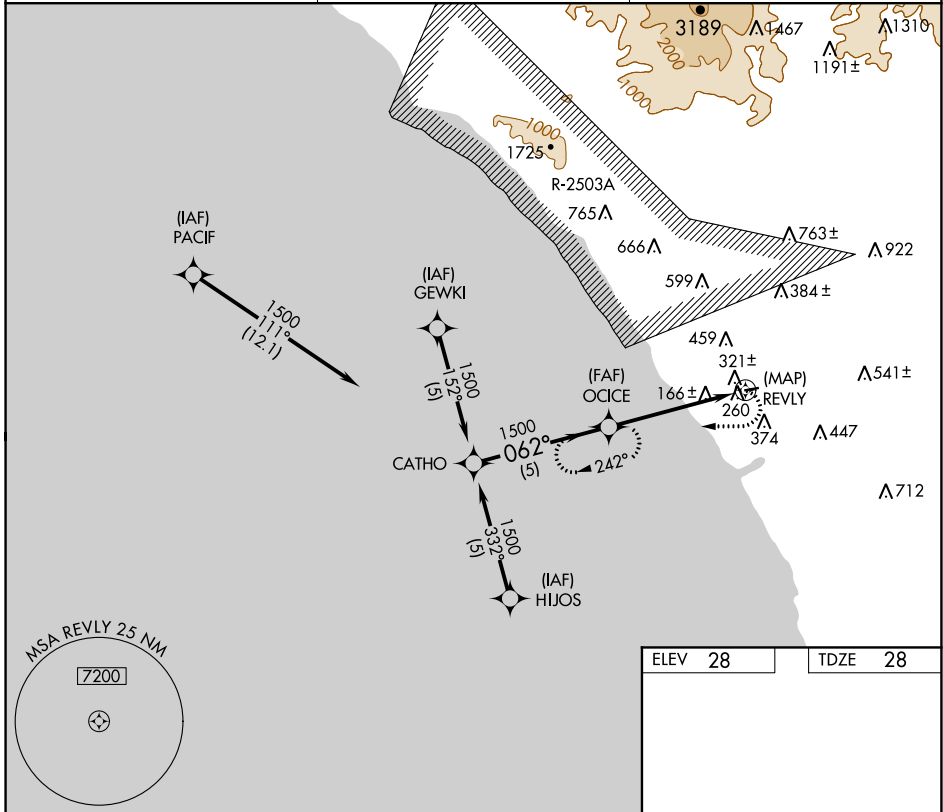 3189
1467
1310
1191±
2000
1000
1000
1725
R-2503A
765
666
599
763±
922
384±
(IAF)
PACIF
1500
111°
(12.1)
(IAF)
GEWKI
1500
152°
(5)
459
321±
(MAP)
REVLY
541±
166±
260
374
447
(FAF)
OCICE
1500
062°
(5)
242°
CATHO
712
1500
332°
(5)
(IAF)
HIJOS
MSA REVLY 25 NM
7200
ELEV 28
TDZE 28